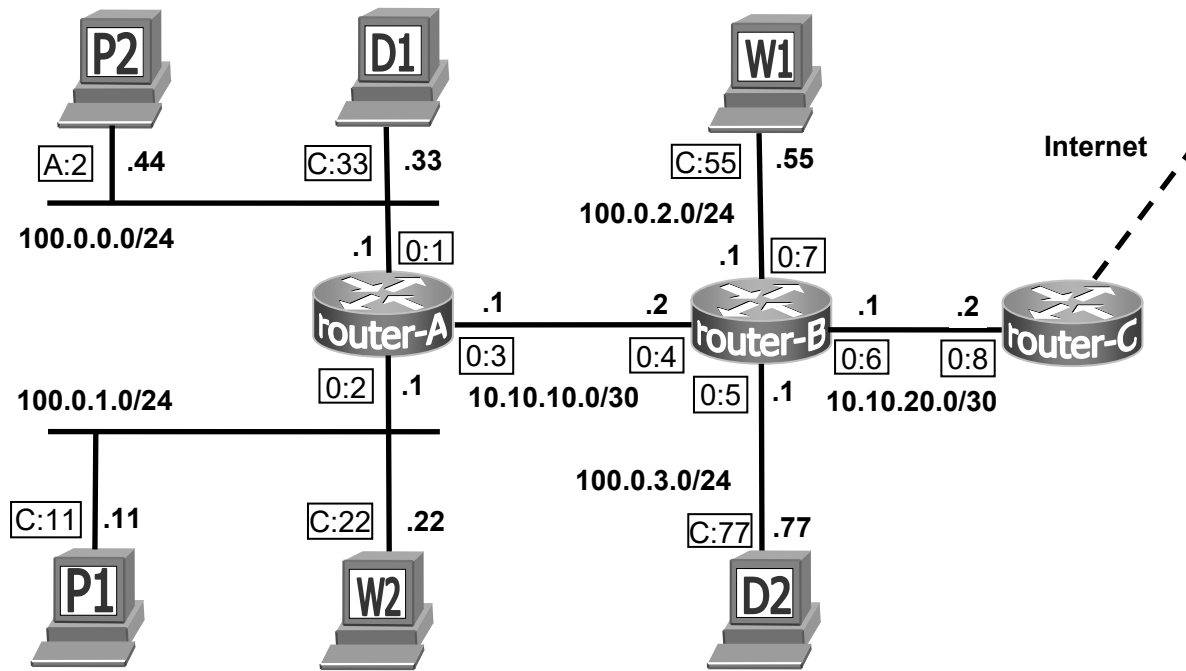 P2
D1
W1
A:2
.44
C:33
.33
C:55
.55
Internet
100.0.0.0/24
100.0.2.0/24
.1
0:1
.1
0:7
router-A
.1
.2
router-B
.1
.2
router-C
0:3
0:4
0:6
0:8
0:2
.1
0:5
.1
100.0.1.0/24
10.10.10.0/30
10.10.20.0/30
100.0.3.0/24
C:11
.11
C:22
.22
C:77
.77
P1
W2
D2